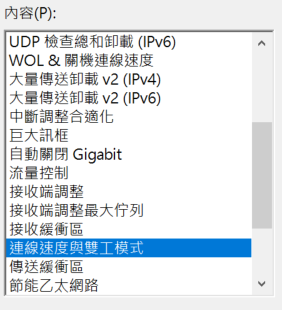 內容(P):
UDP 檢查總和卸載 (IPv6)
WOL & 關機連線速度
大量傳送卸載 v2 (IPv4)
大量傳送卸載 v2 (IPv6)
中斷調整合適化
巨大訊框
自動關閉 Gigabit
流量控制
接收端調整
接收端調整最大佇列
接收緩衝區
連線速度與雙工模式
傳送緩衝區
節能乙太網路